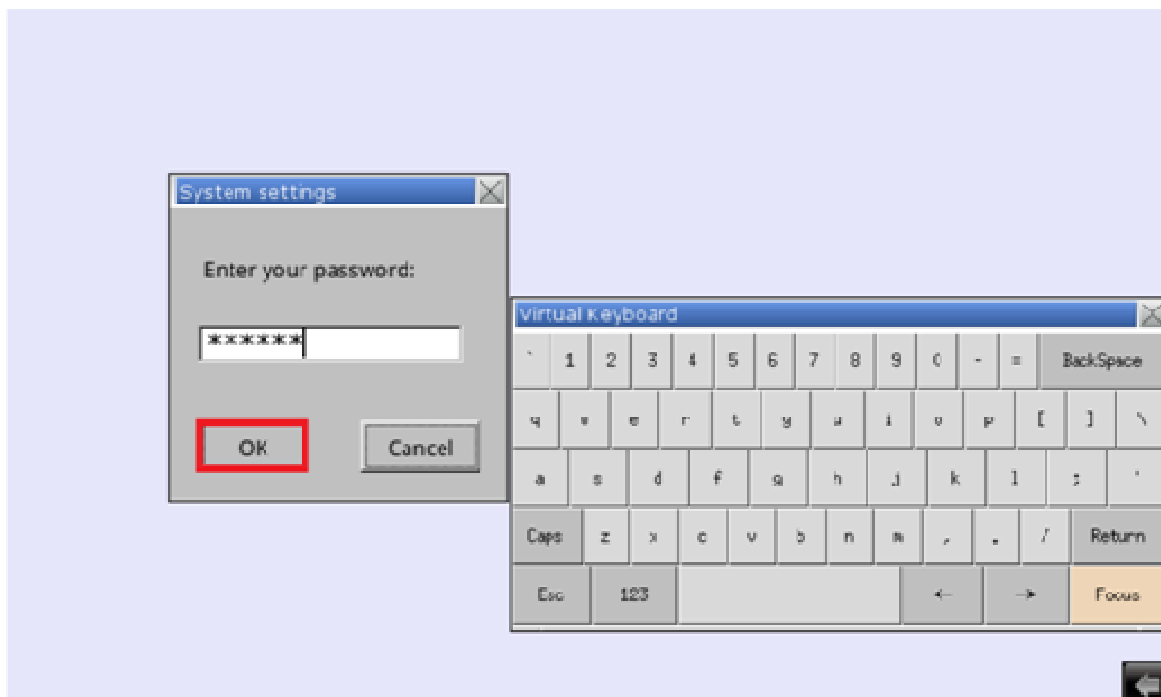 System settings
Enter your password:
******
OK
Cancel
Virtual Keyboard
` 1 2 3 4 5 6 7 8 9 0 - = BackSpace
q w e r t y u i o p [ ] \
a s d f g h j k l ; '
Caps z x c v b n m , . / Return
Esc 123 ← → Focus